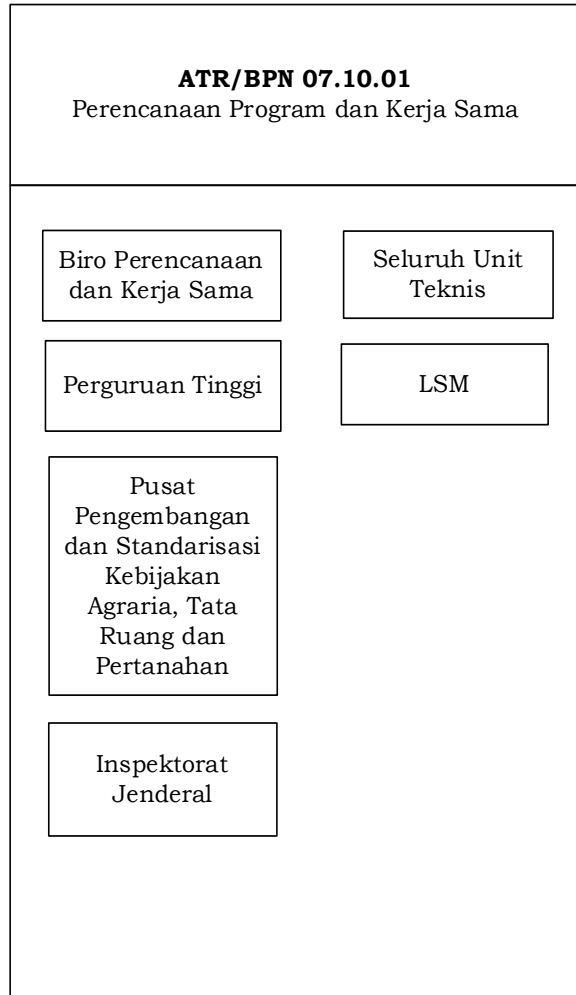 ATR/BPN 07.10.01
Perencanaan Program dan Kerja Sama
Biro Perencanaan
dan Kerja Sama
Seluruh Unit
Teknis
Perguruan Tinggi
LSM
Pusat
Pengembangan
dan Standarisasi
Kebijakan
Agraria, Tata
Ruang dan
Pertanahan
Inspektorat
Jenderal